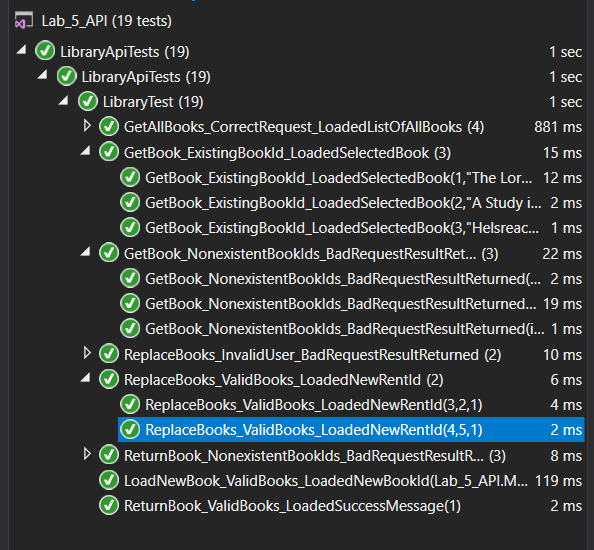 Lab_5_API (19 tests)
LibraryApiTests (19) 1 sec
LibraryApiTests (19) 1 sec
LibraryTest (19) 1 sec
GetAllBooks_CorrectRequest_LoadedListOfAllBooks (4) 881 ms
GetBook_ExistingBookId_LoadedSelectedBook (3) 15 ms
GetBook_ExistingBookId_LoadedSelectedBook(1,"The Lor... 12 ms
GetBook_ExistingBookId_LoadedSelectedBook(2,"A Study i... 2 ms
GetBook_ExistingBookId_LoadedSelectedBook(3,"Helsreac... 1 ms
GetBook_NonexistentBookIds_BadRequestResultRet... (3) 22 ms
GetBook_NonexistentBookIds_BadRequestResultReturned(... 2 ms
GetBook_NonexistentBookIds_BadRequestResultReturned... 19 ms
GetBook_NonexistentBookIds_BadRequestResultReturned(i... 1 ms
ReplaceBooks_InvalidUser_BadRequestResultReturned (2) 10 ms
ReplaceBooks_ValidBooks_LoadedNewRentId (2) 6 ms
ReplaceBooks_ValidBooks_LoadedNewRentId(3,2,1) 4 ms
ReplaceBooks_ValidBooks_LoadedNewRentId(4,5,1) 2 ms
ReturnBook_NonexistentBookIds_BadRequestResultR... (3) 8 ms
LoadNewBook_ValidBooks_LoadedNewBookId(Lab_5_API.M... 119 ms
ReturnBook_ValidBooks_LoadedSuccessMessage(1) 2 ms